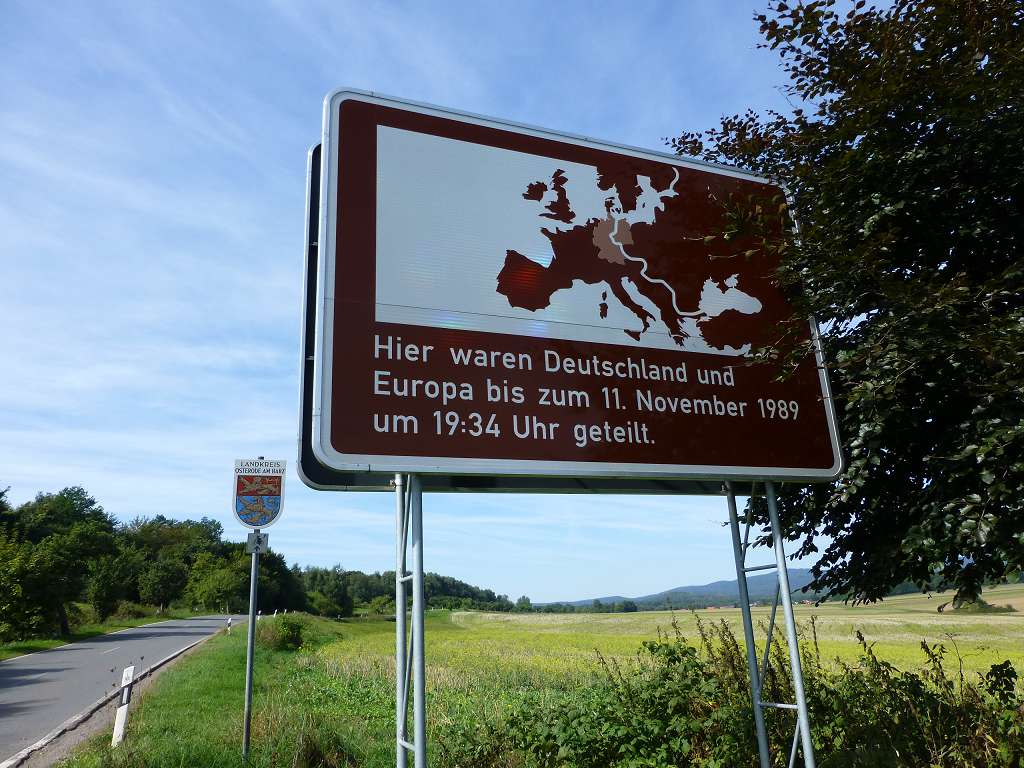 Hier waren Deutschland und
Europa bis zum 11. November 1989
um 19:34 Uhr geteilt.
LANDKREIS
OSTERODE AM HARZ